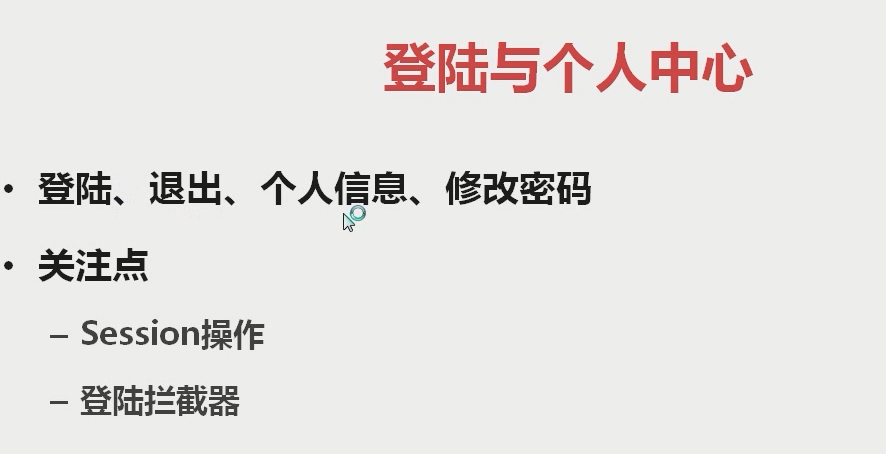 登陆与个人中心
• 登陆、退出、个人信息、修改密码
• 关注点
– Session操作
– 登陆拦截器